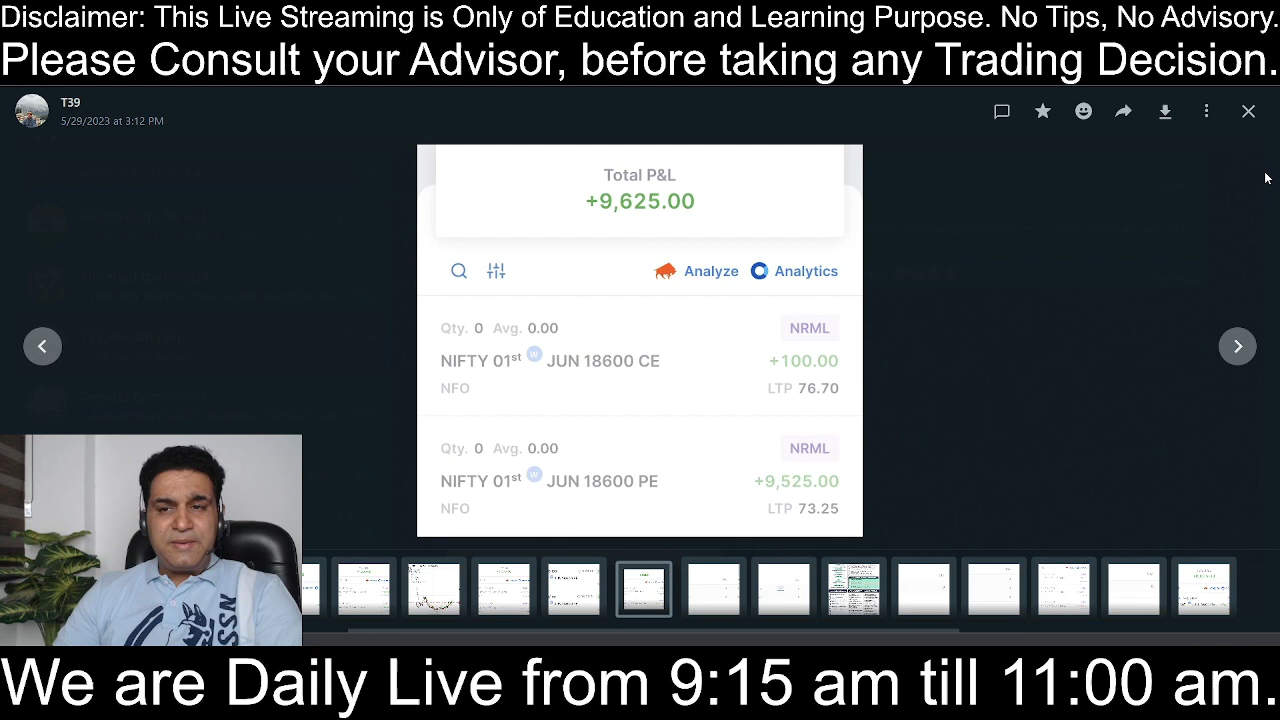 Disclaimer: This Live Streaming is Only of Education and Learning Purpose. No Tips, No Advisory.
Please Consult your Advisor, before taking any Trading Decision.
T39
5/29/2023 at 3:12 PM
Total P&L
+9,625.00
Analyze Analytics
Qty. 0 Avg. 0.00 NRML
NIFTY 01st W JUN 18600 CE +100.00
NFO LTP 76.70
Qty. 0 Avg. 0.00 NRML
NIFTY 01st W JUN 18600 PE +9,525.00
NFO LTP 73.25
We are Daily Live from 9:15 am till 11:00 am.